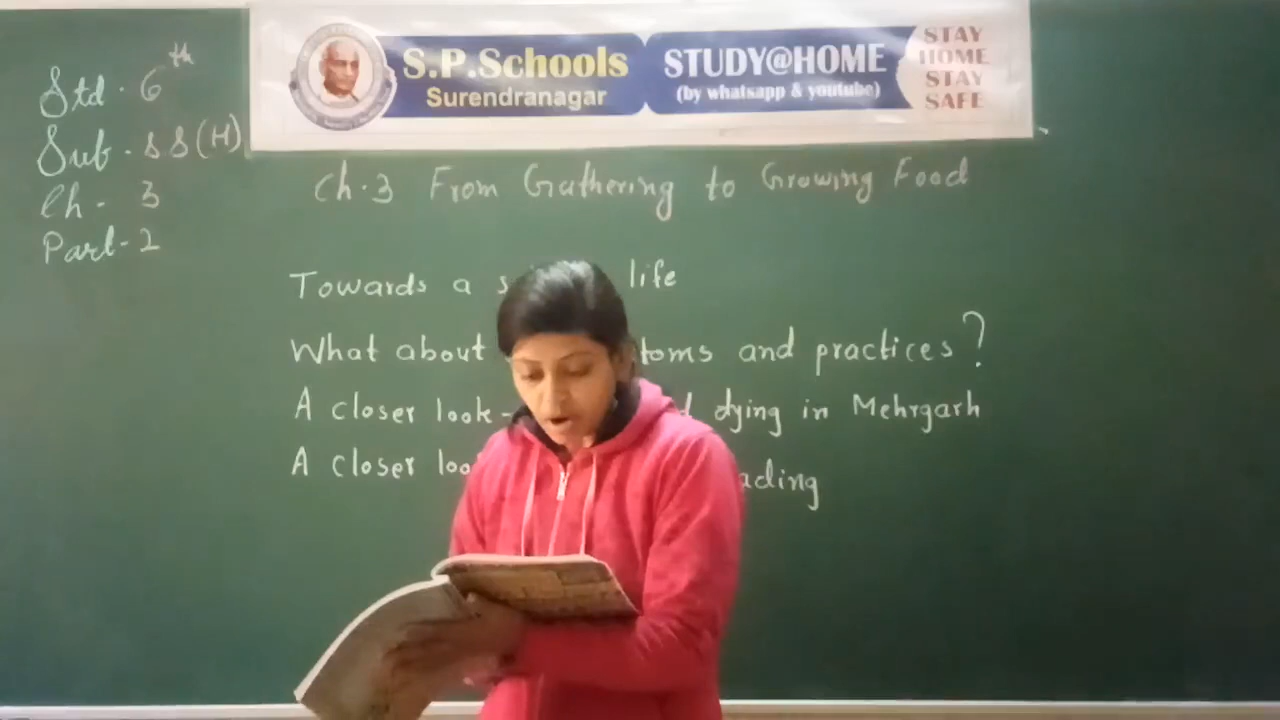 Std. 6th
Sub. SS(H)
Ch - 3
Part-2
S.P.Schools
Surendranagar
STUDY@HOME
(by whatsapp & youtube)
STAY
HOME
STAY
SAFE
Ch.3 From Gathering to Growing Food
Towards a s life
What about toms and practices?
A closer look- dying in Mehrgarh
A closer loo ading